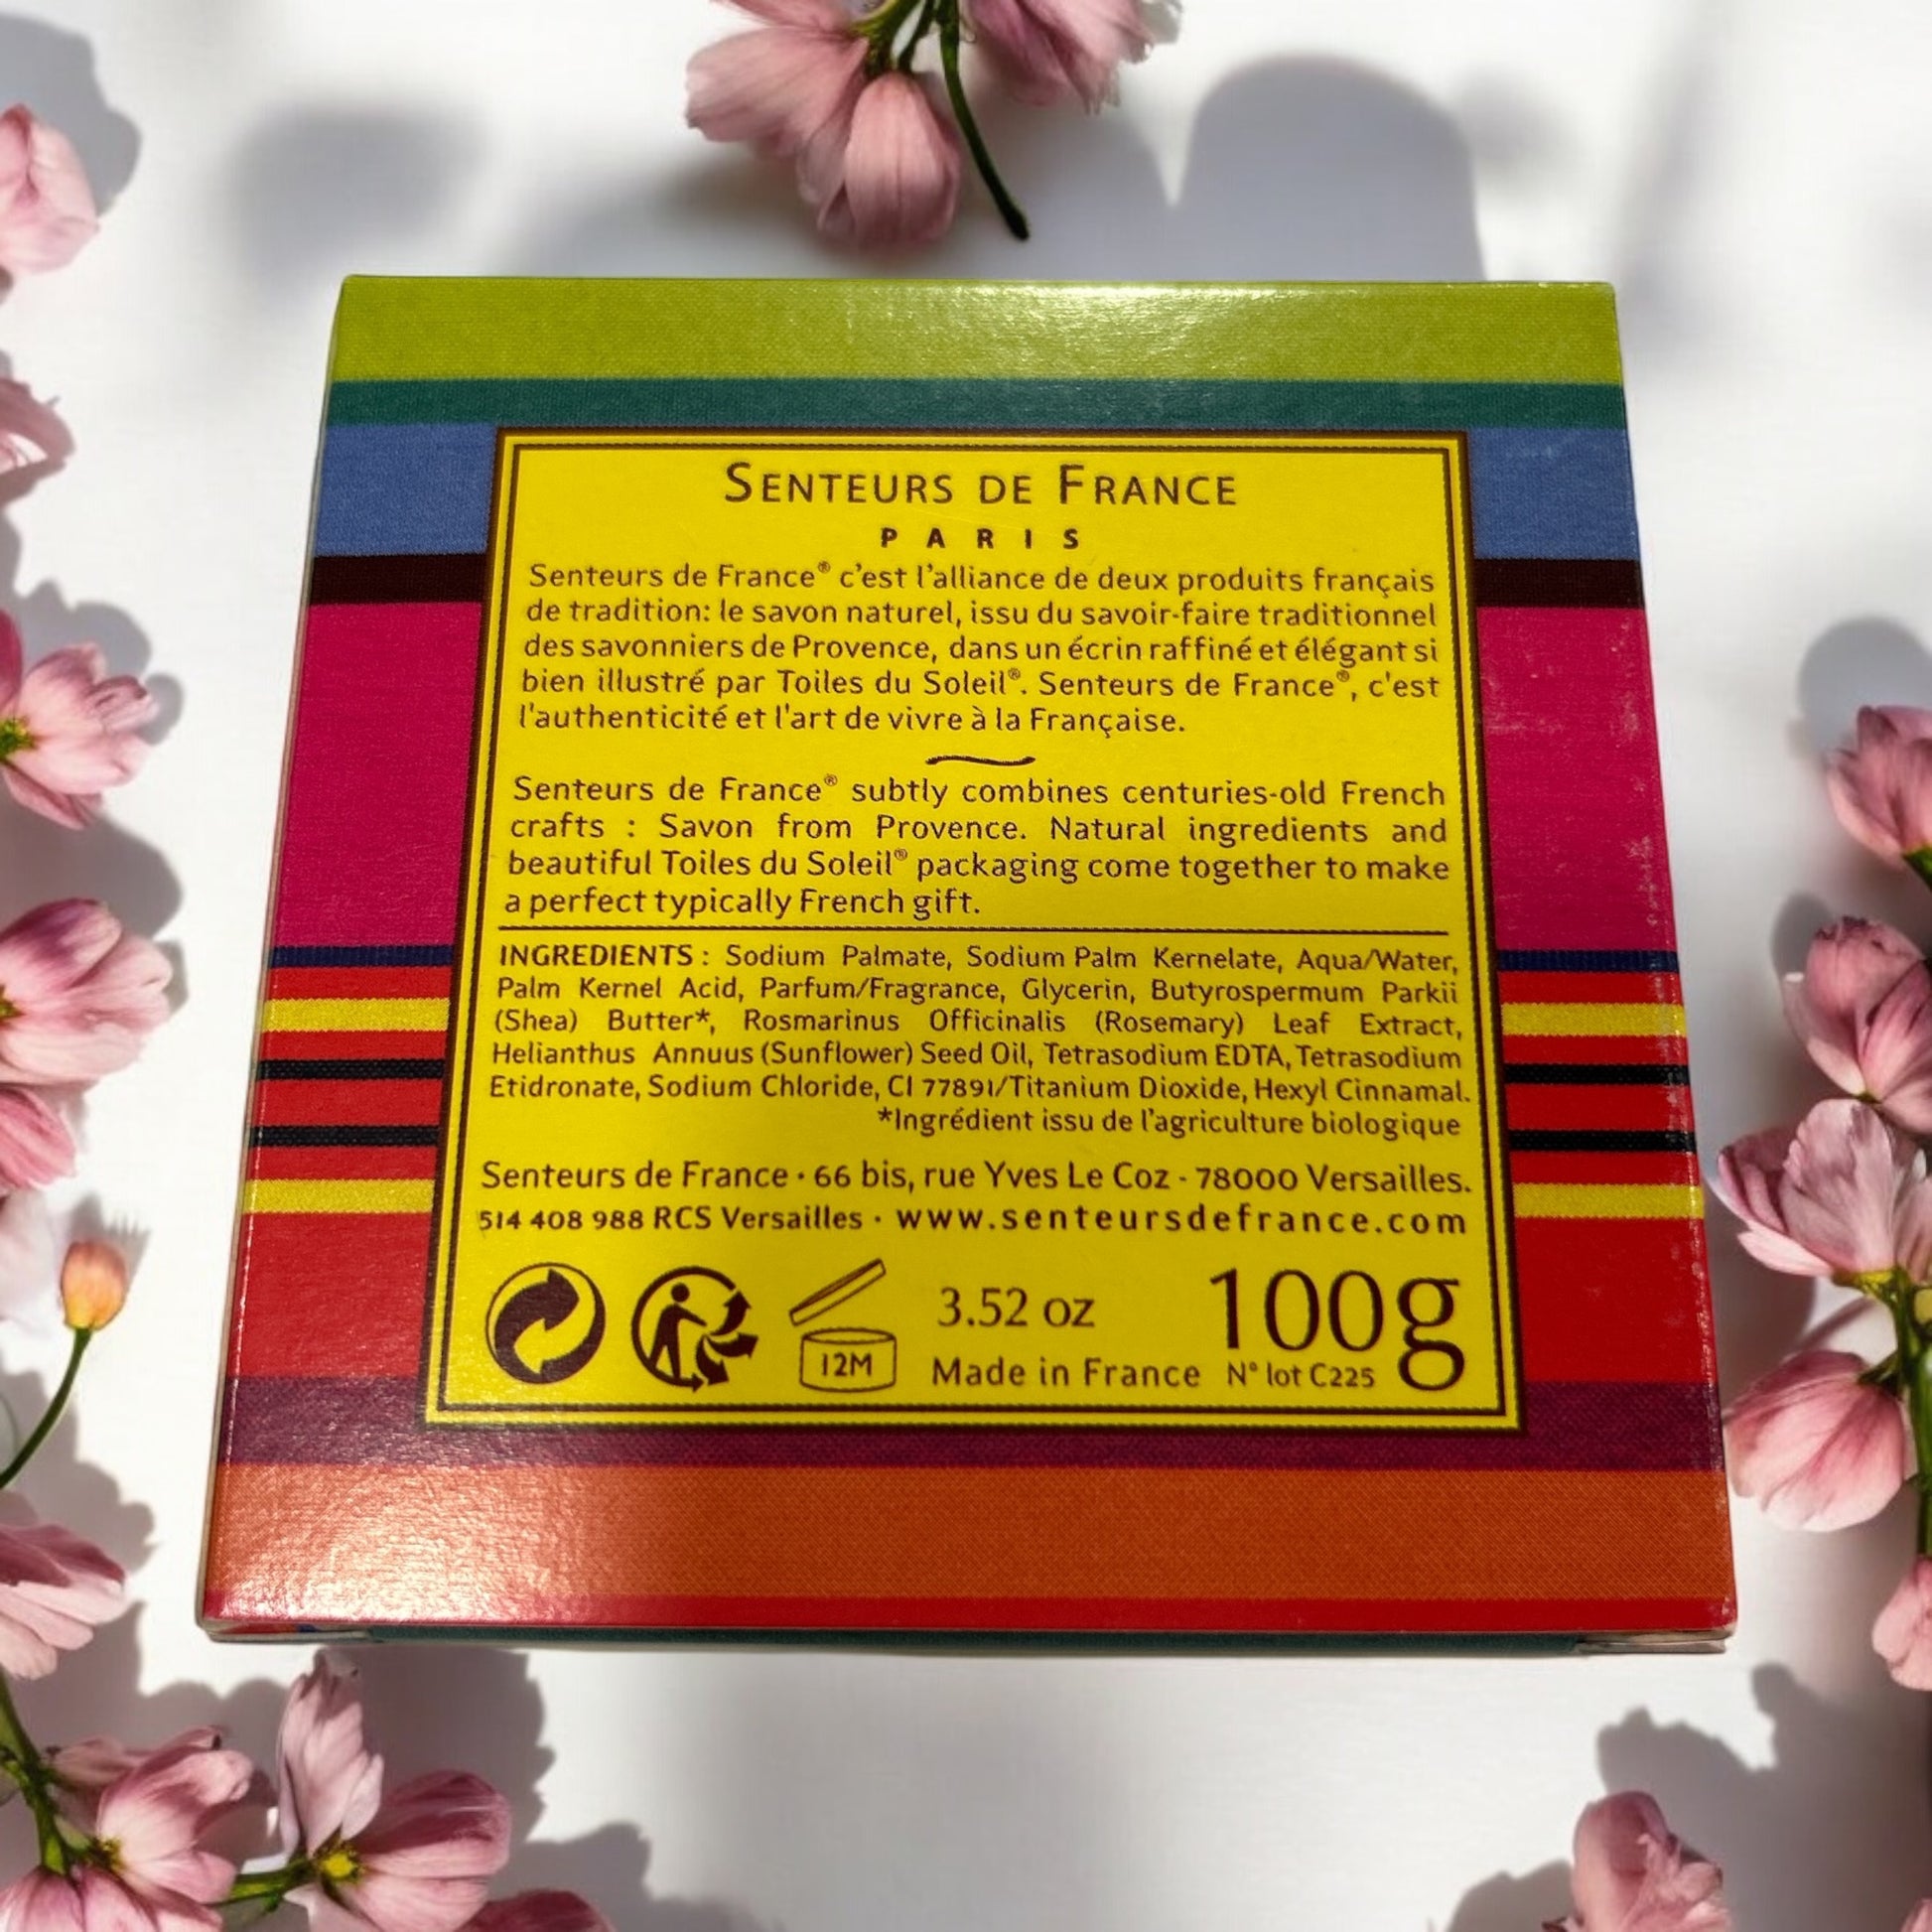 SENTEURS DE FRANCE
PARIS
Senteurs de France® c'est l'alliance de deux produits français
de tradition: le savon naturel, issu du savoir-faire traditionnel
des savonniers de Provence, dans un écrin raffiné et élégant si
bien illustré par Toiles du Soleil®. Senteurs de France®, c'est
l'authenticité et l'art de vivre à la Française.
Senteurs de France® subtly combines centuries-old French
crafts : Savon from Provence. Natural ingredients and
beautiful Toiles du Soleil® packaging come together to make
a perfect typically French gift.
INGREDIENTS : Sodium Palmate, Sodium Palm Kernelate, Aqua/Water,
Palm Kernel Acid, Parfum/Fragrance, Glycerin, Butyrospermum Parkii
(Shea) Butter*, Rosmarinus Officinalis (Rosemary) Leaf Extract,
Helianthus Annuus (Sunflower) Seed Oil, Tetrasodium EDTA, Tetrasodium
Etidronate, Sodium Chloride, CI 77891/Titanium Dioxide, Hexyl Cinnamal.
*Ingrédient issu de l'agriculture biologique
Senteurs de France · 66 bis, rue Yves Le Coz - 78000 Versailles.
514 408 988 RCS Versailles · www.senteursdefrance.com
12M
3.52 oz
100g
Made in France
N° lot C225